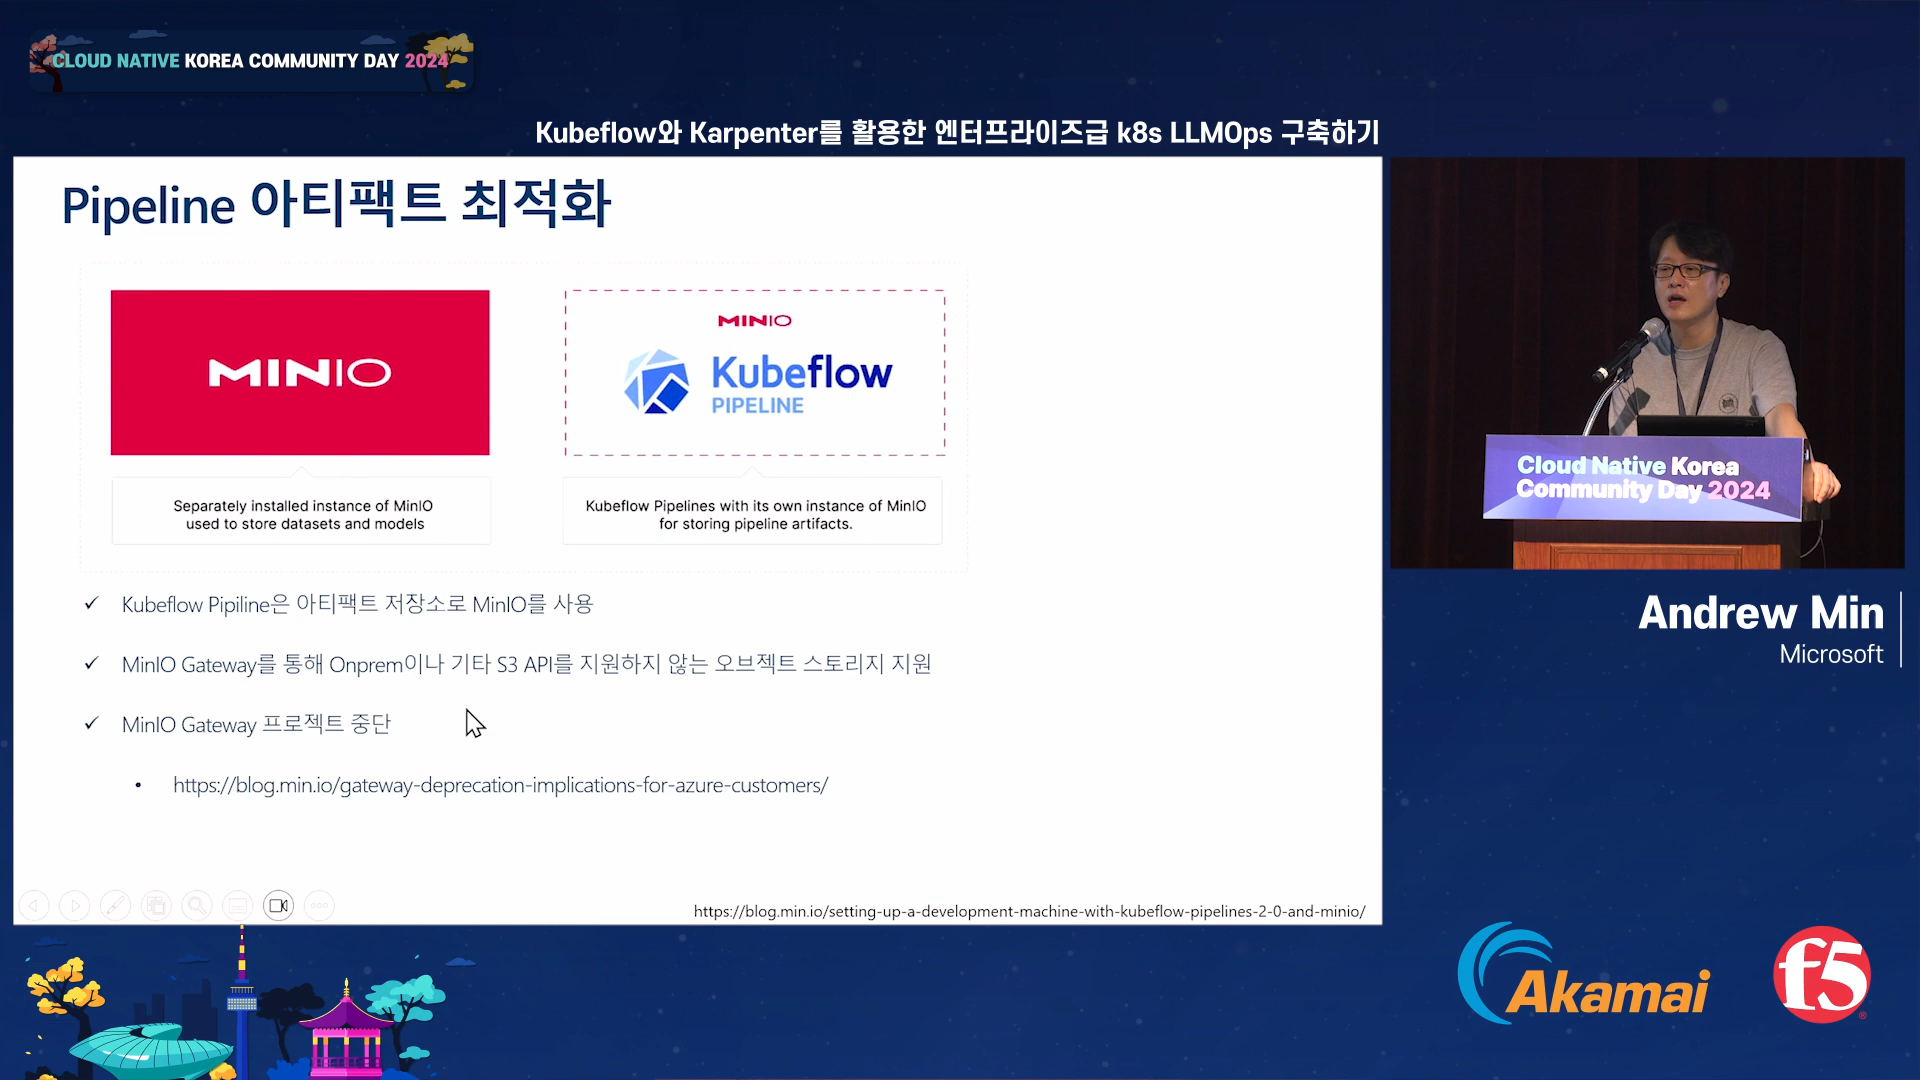 CLOUD NATIVE KOREA COMMUNITY DAY 2024
Kubeflow와 Karpenter를 활용한 엔터프라이즈급 k8s LLMOps 구축하기
Pipeline 아티팩트 최적화
MINIO
MINIO
Kubeflow
PIPELINE
Separately installed instance of MinIO
used to store datasets and models
Kubeflow Pipelines with its own instance of MinIO
for storing pipeline artifacts.
✓ Kubeflow Pipiline은 아티팩트 저장소로 MinIO를 사용
✓ MinIO Gateway를 통해 Onprem이나 기타 S3 API를 지원하지 않는 오브젝트 스토리지 지원
✓ MinIO Gateway 프로젝트 중단
• https://blog.min.io/gateway-deprecation-implications-for-azure-customers/
https://blog.min.io/setting-up-a-development-machine-with-kubeflow-pipelines-2-0-and-minio/
Cloud Native Korea
Community Day 2024
Andrew Min
Microsoft
Akamai
f5